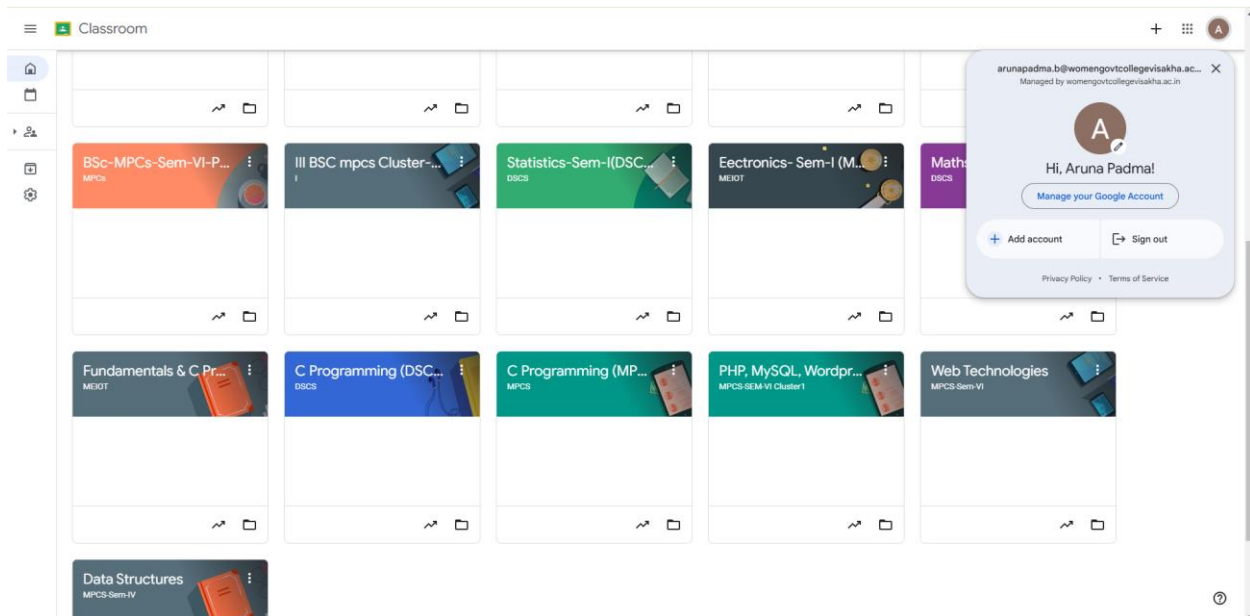 Classroom
A
arunapadma.b@womengovtcollegevisakha.ac...
Managed by womengovtcollegevisakha.ac.in
A
Hi, Aruna Padma!
Manage your Google Account
Add account
Sign out
Privacy Policy • Terms of Service
BSc-MPCs-Sem-VI-P...
MPCs
III BSC mpcs Cluster-...
I
Statistics-Sem-I(DSC...
DSCS
Eectronics- Sem-I (M...
MEIOT
Maths
DSCS
Fundamentals & C Pr...
MEIOT
C Programming (DSC...
DSCS
C Programming (MP...
MPCS
PHP, MySQL, Wordpr...
MPCS-SEM-VI Cluster1
Web Technologies
MPCS-Sem-VI
Data Structures
MPCS-Sem-IV